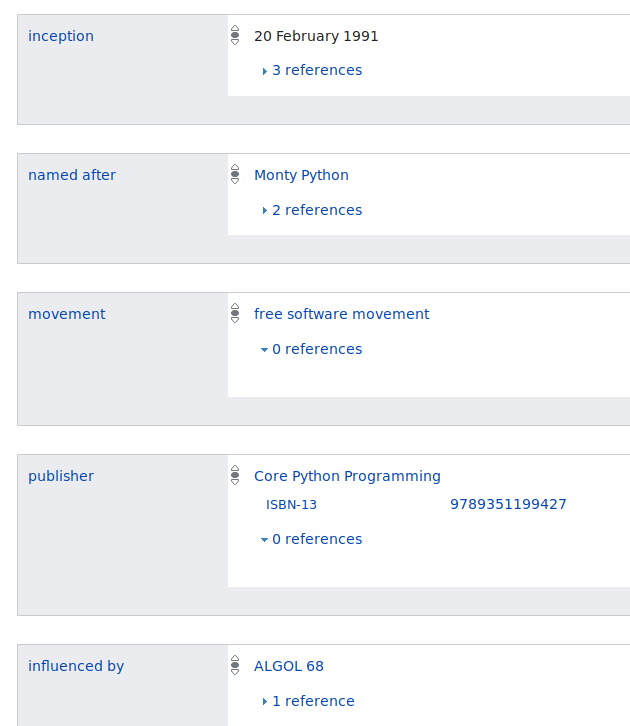 inception
20 February 1991
3 references
named after
Monty Python
2 references
movement
free software movement
0 references
publisher
Core Python Programming
ISBN-13 9789351199427
0 references
influenced by
ALGOL 68
1 reference